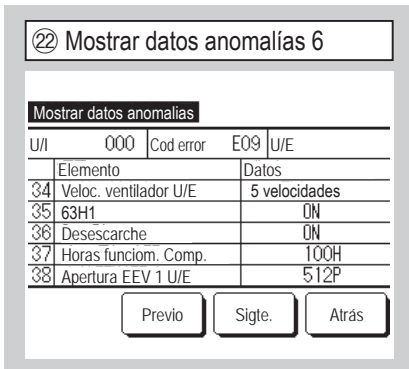 ㉒ Mostrar datos anomalías 6
Mostrar datos anomalias
U/I 000 Cod error E09 U/E
Elemento Datos
34 Veloc. ventilador U/E 5 velocidades
35 63H1 ON
36 Desescarche ON
37 Horas funciom. Comp. 100H
38 Apertura EEV 1 U/E 512P
Previo Sigte. Atrás